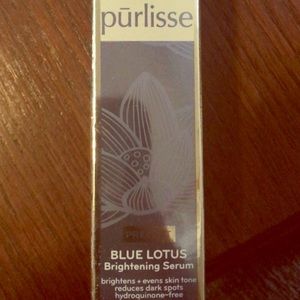 pūrlisse
BLUE LOTUS
Brightening Serum
brightens + evens skin tone
reduces dark spots
hydroquinone-free